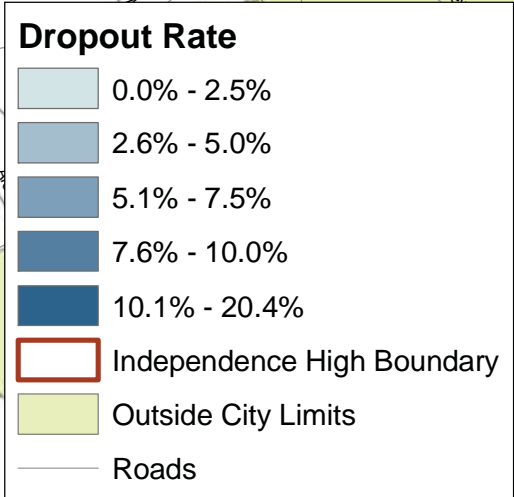 Dropout Rate
0.0% - 2.5%
2.6% - 5.0%
5.1% - 7.5%
7.6% - 10.0%
10.1% - 20.4%
Independence High Boundary
Outside City Limits
Roads